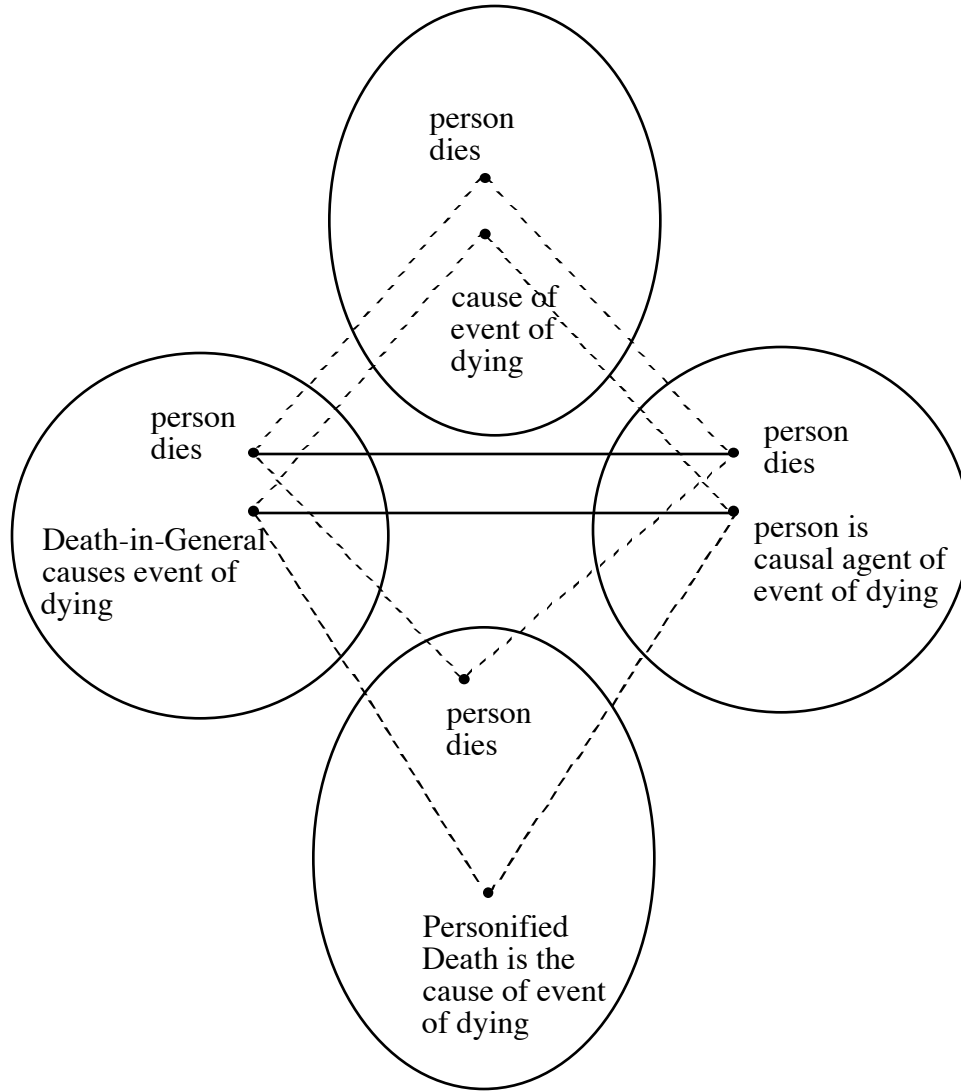 person
dies
cause of
event of
dying
person
dies
Death-in-General
causes event of
dying
person
dies
person is
causal agent of
event of dying
person
dies
Personified
Death is the
cause of event
of dying